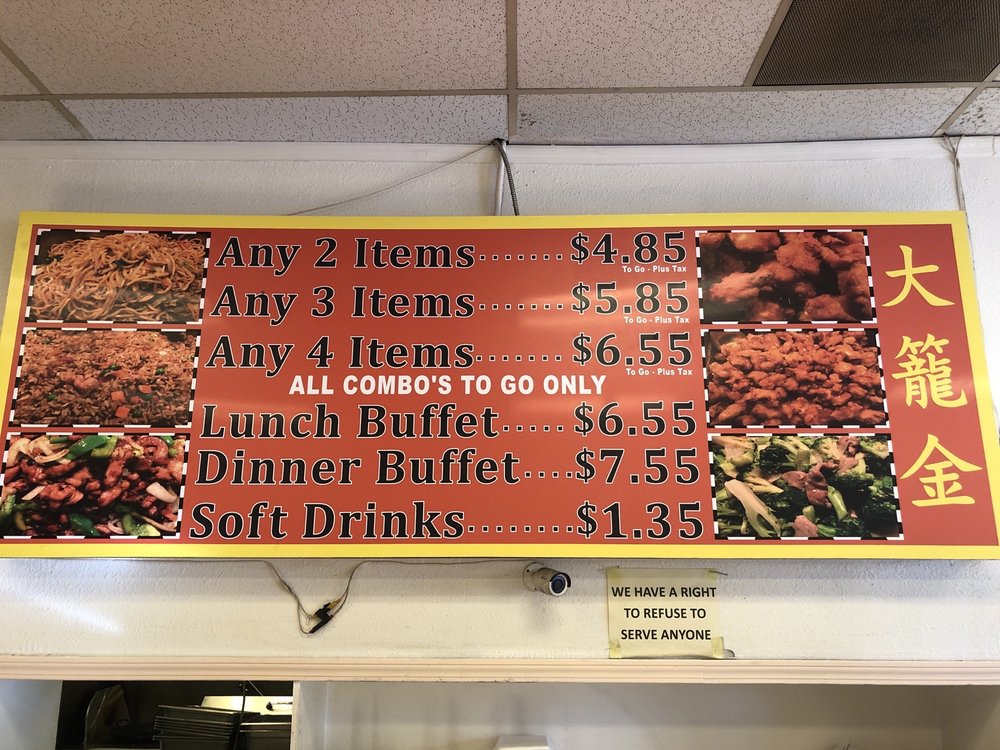 Any 2 Items.......$4.85
To Go - Plus Tax
Any 3 Items.......$5.85
To Go - Plus Tax
Any 4 Items.......$6.55
To Go - Plus Tax
ALL COMBO'S TO GO ONLY
Lunch Buffet.....$6.55
Dinner Buffet....$7.55
Soft Drinks........$1.35
大籠金
WE HAVE A RIGHT
TO REFUSE TO
SERVE ANYONE